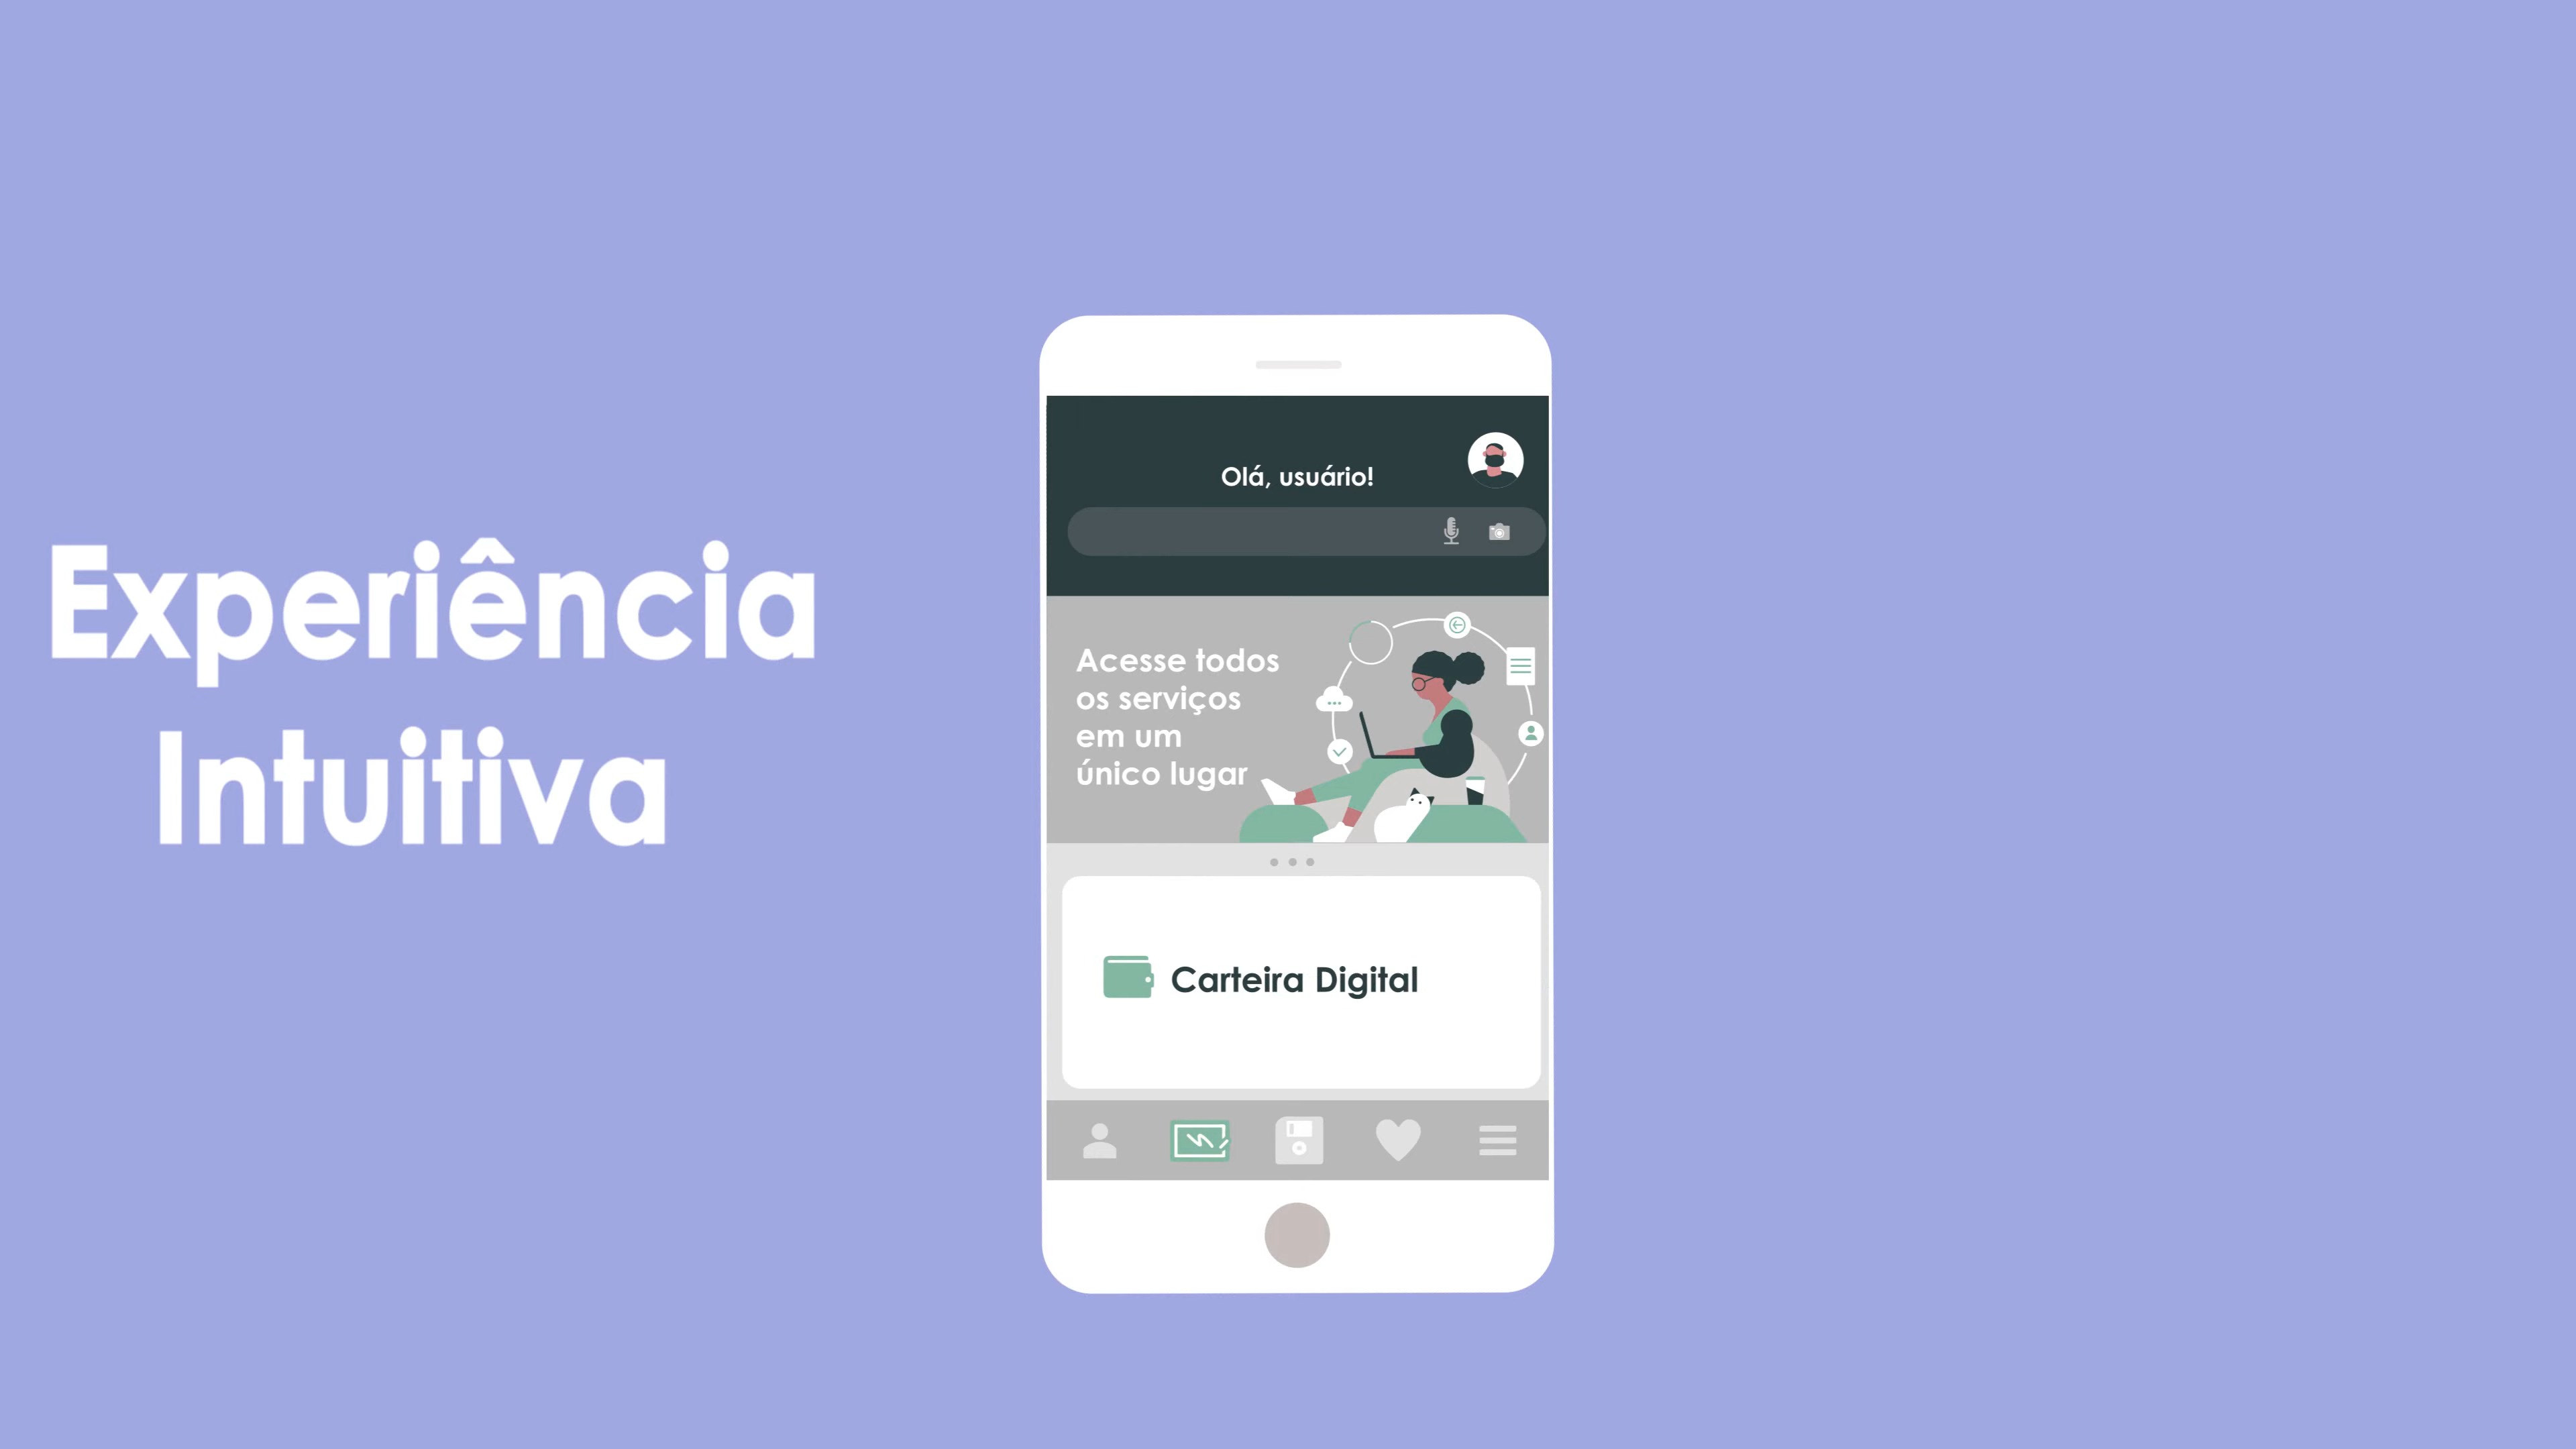 Experiência
Intuitiva
Olá, usuário!
Acesse todos
os serviços
em um
único lugar
Carteira Digital